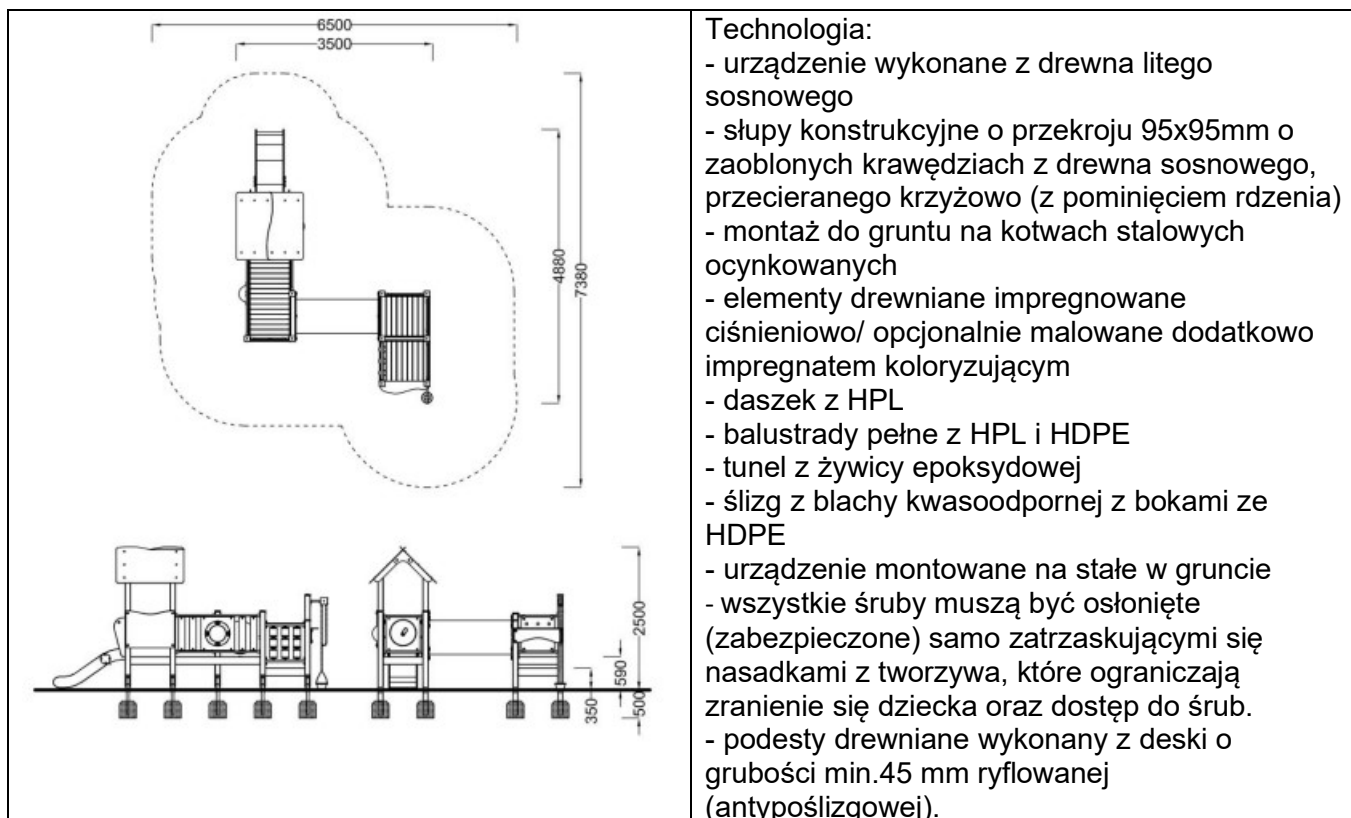 6500
3500
4880
7380
2500
590
350
500
Technologia:
- urządzenie wykonane z drewna litego
sosnowego
- słupy konstrukcyjne o przekroju 95x95mm o
zaoblonych krawędziach z drewna sosnowego,
przecieranego krzyżowo (z pominięciem rdzenia)
- montaż do gruntu na kotwach stalowych
ocynkowanych
- elementy drewniane impregnowane
ciśnieniowo/ opcjonalnie malowane dodatkowo
impregnatem koloryzującym
- daszek z HPL
- balustrady pełne z HPL i HDPE
- tunel z żywicy epoksydowej
- ślizg z blachy kwasoodpornej z bokami ze
HDPE
- urządzenie montowane na stałe w gruncie
- wszystkie śruby muszą być osłonięte
(zabezpieczone) samo zatrzaskującymi się
nasadkami z tworzywa, które ograniczają
zranienie się dziecka oraz dostęp do śrub.
- podesty drewniane wykonany z deski o
grubości min.45 mm ryflowanej
(antypoślizgowej).